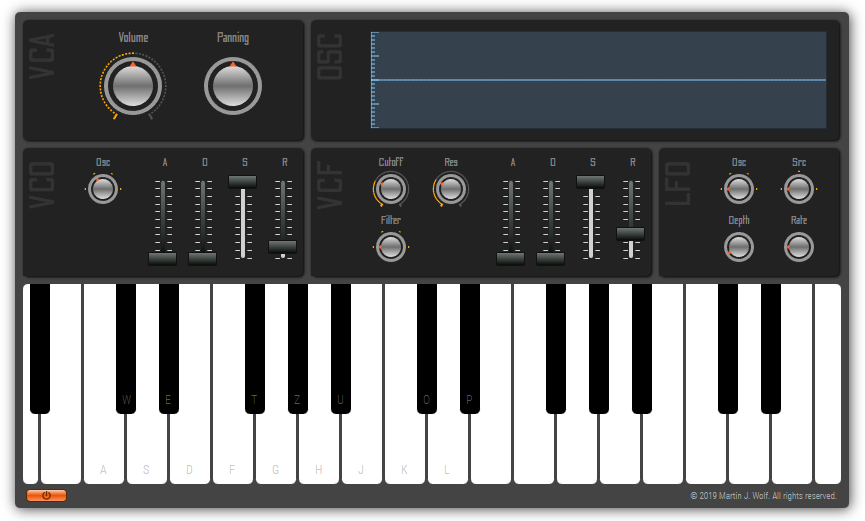 VCA
Volume
Panning
OSC
VCO
Osc
A
D
S
R
VCF
Cutoff
Res
Filter
A
D
S
R
LFO
Osc
Src
Depth
Rate
W E T Z U O P
A S D F G H J K L
© 2019 Martin J. Wolf. All rights reserved.